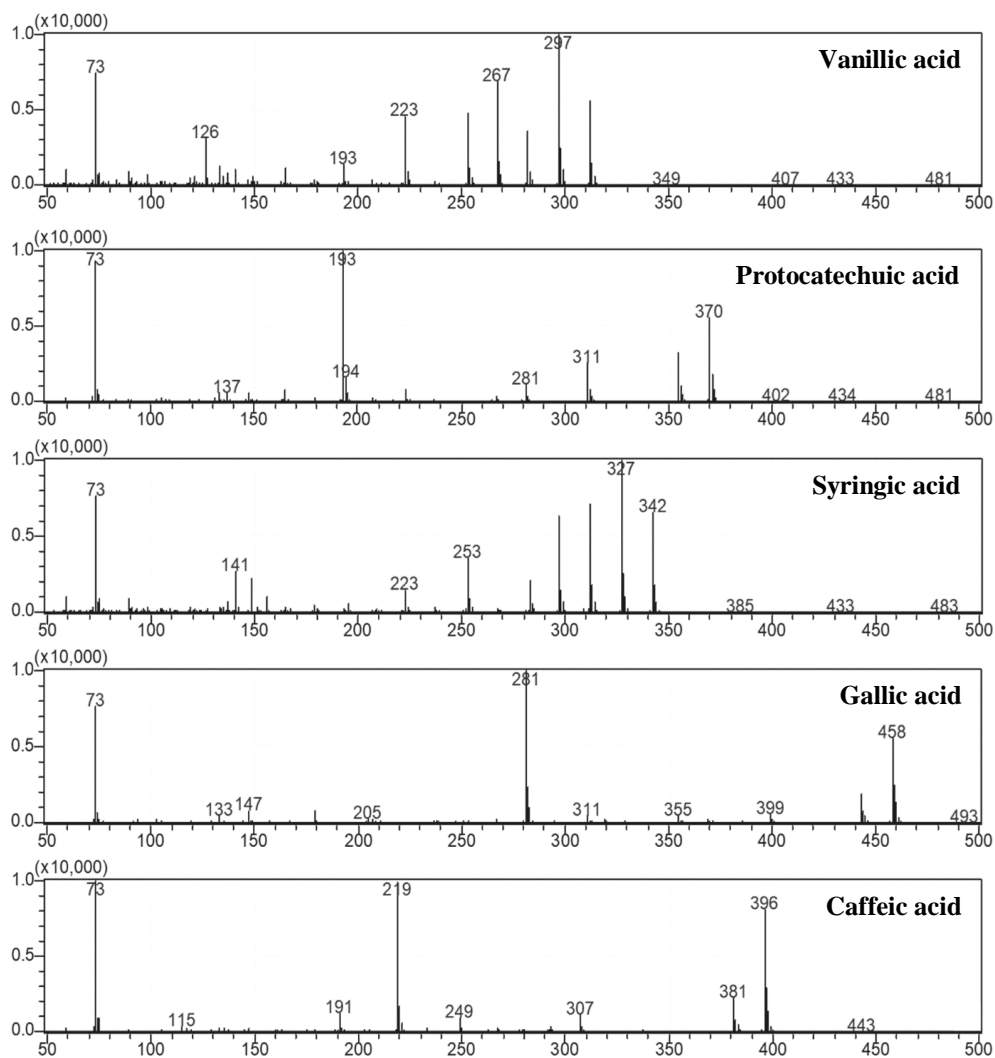 (x10,000)
1.0
Vanillic acid
297
73
267
0.5
223
126
193
0.0
349 407 433 481
50 100 150 200 250 300 350 400 450 500
(x10,000)
1.0
73 193
Protocatechuic acid
370
0.5
311
194
281
137
0.0
402 434 481
50 100 150 200 250 300 350 400 450 500
(x10,000)
1.0
327
Syringic acid
73
342
0.5
253
141
223
0.0
385 433 483
50 100 150 200 250 300 350 400 450 500
(x10,000)
1.0
281
Gallic acid
73
458
0.5
133 147 205 311 355 399 493
0.0
50 100 150 200 250 300 350 400 450 500
(x10,000)
1.0
73 219
Caffeic acid
396
0.5
381
191
249 307
115
443
0.0
50 100 150 200 250 300 350 400 450 500